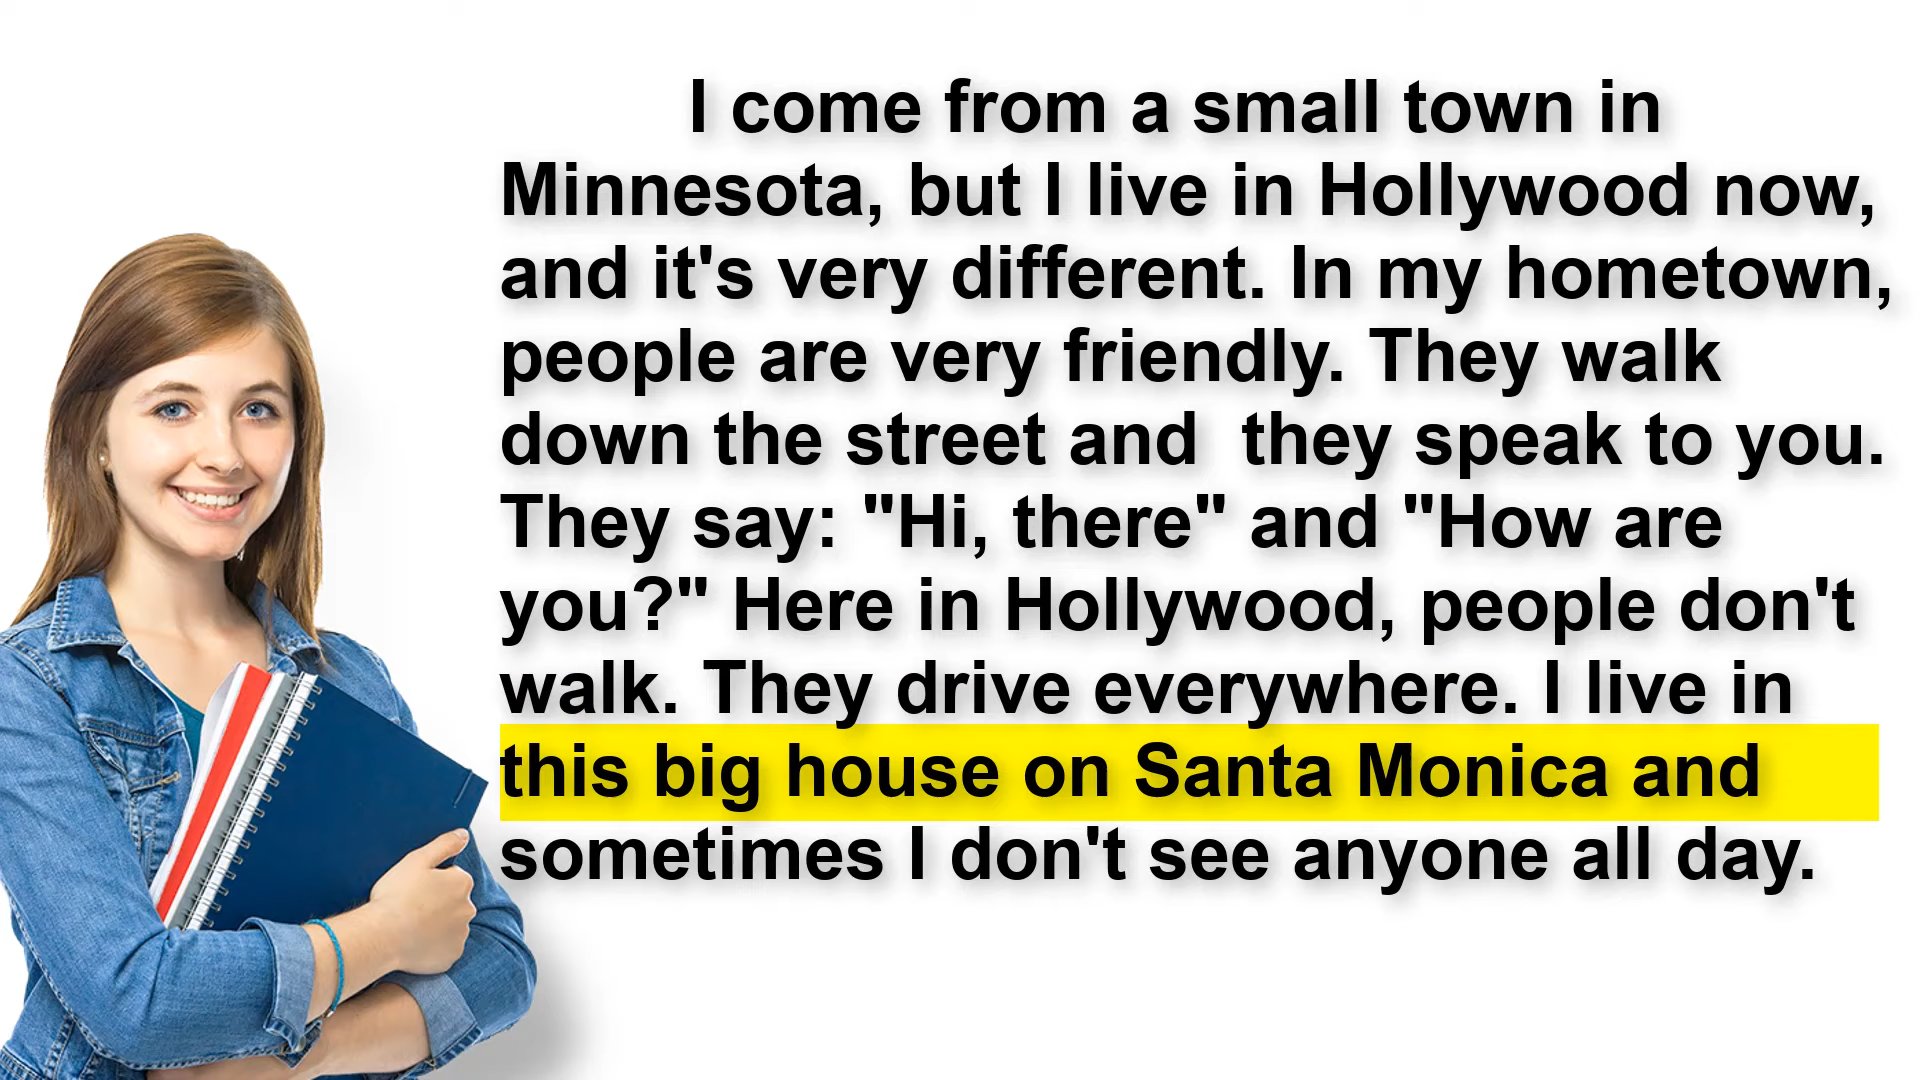 I come from a small town in
Minnesota, but I live in Hollywood now,
and it's very different. In my hometown,
people are very friendly. They walk
down the street and  they speak to you.
They say: "Hi, there" and "How are
you?" Here in Hollywood, people don't
walk. They drive everywhere. I live in
this big house on Santa Monica and
sometimes I don't see anyone all day.